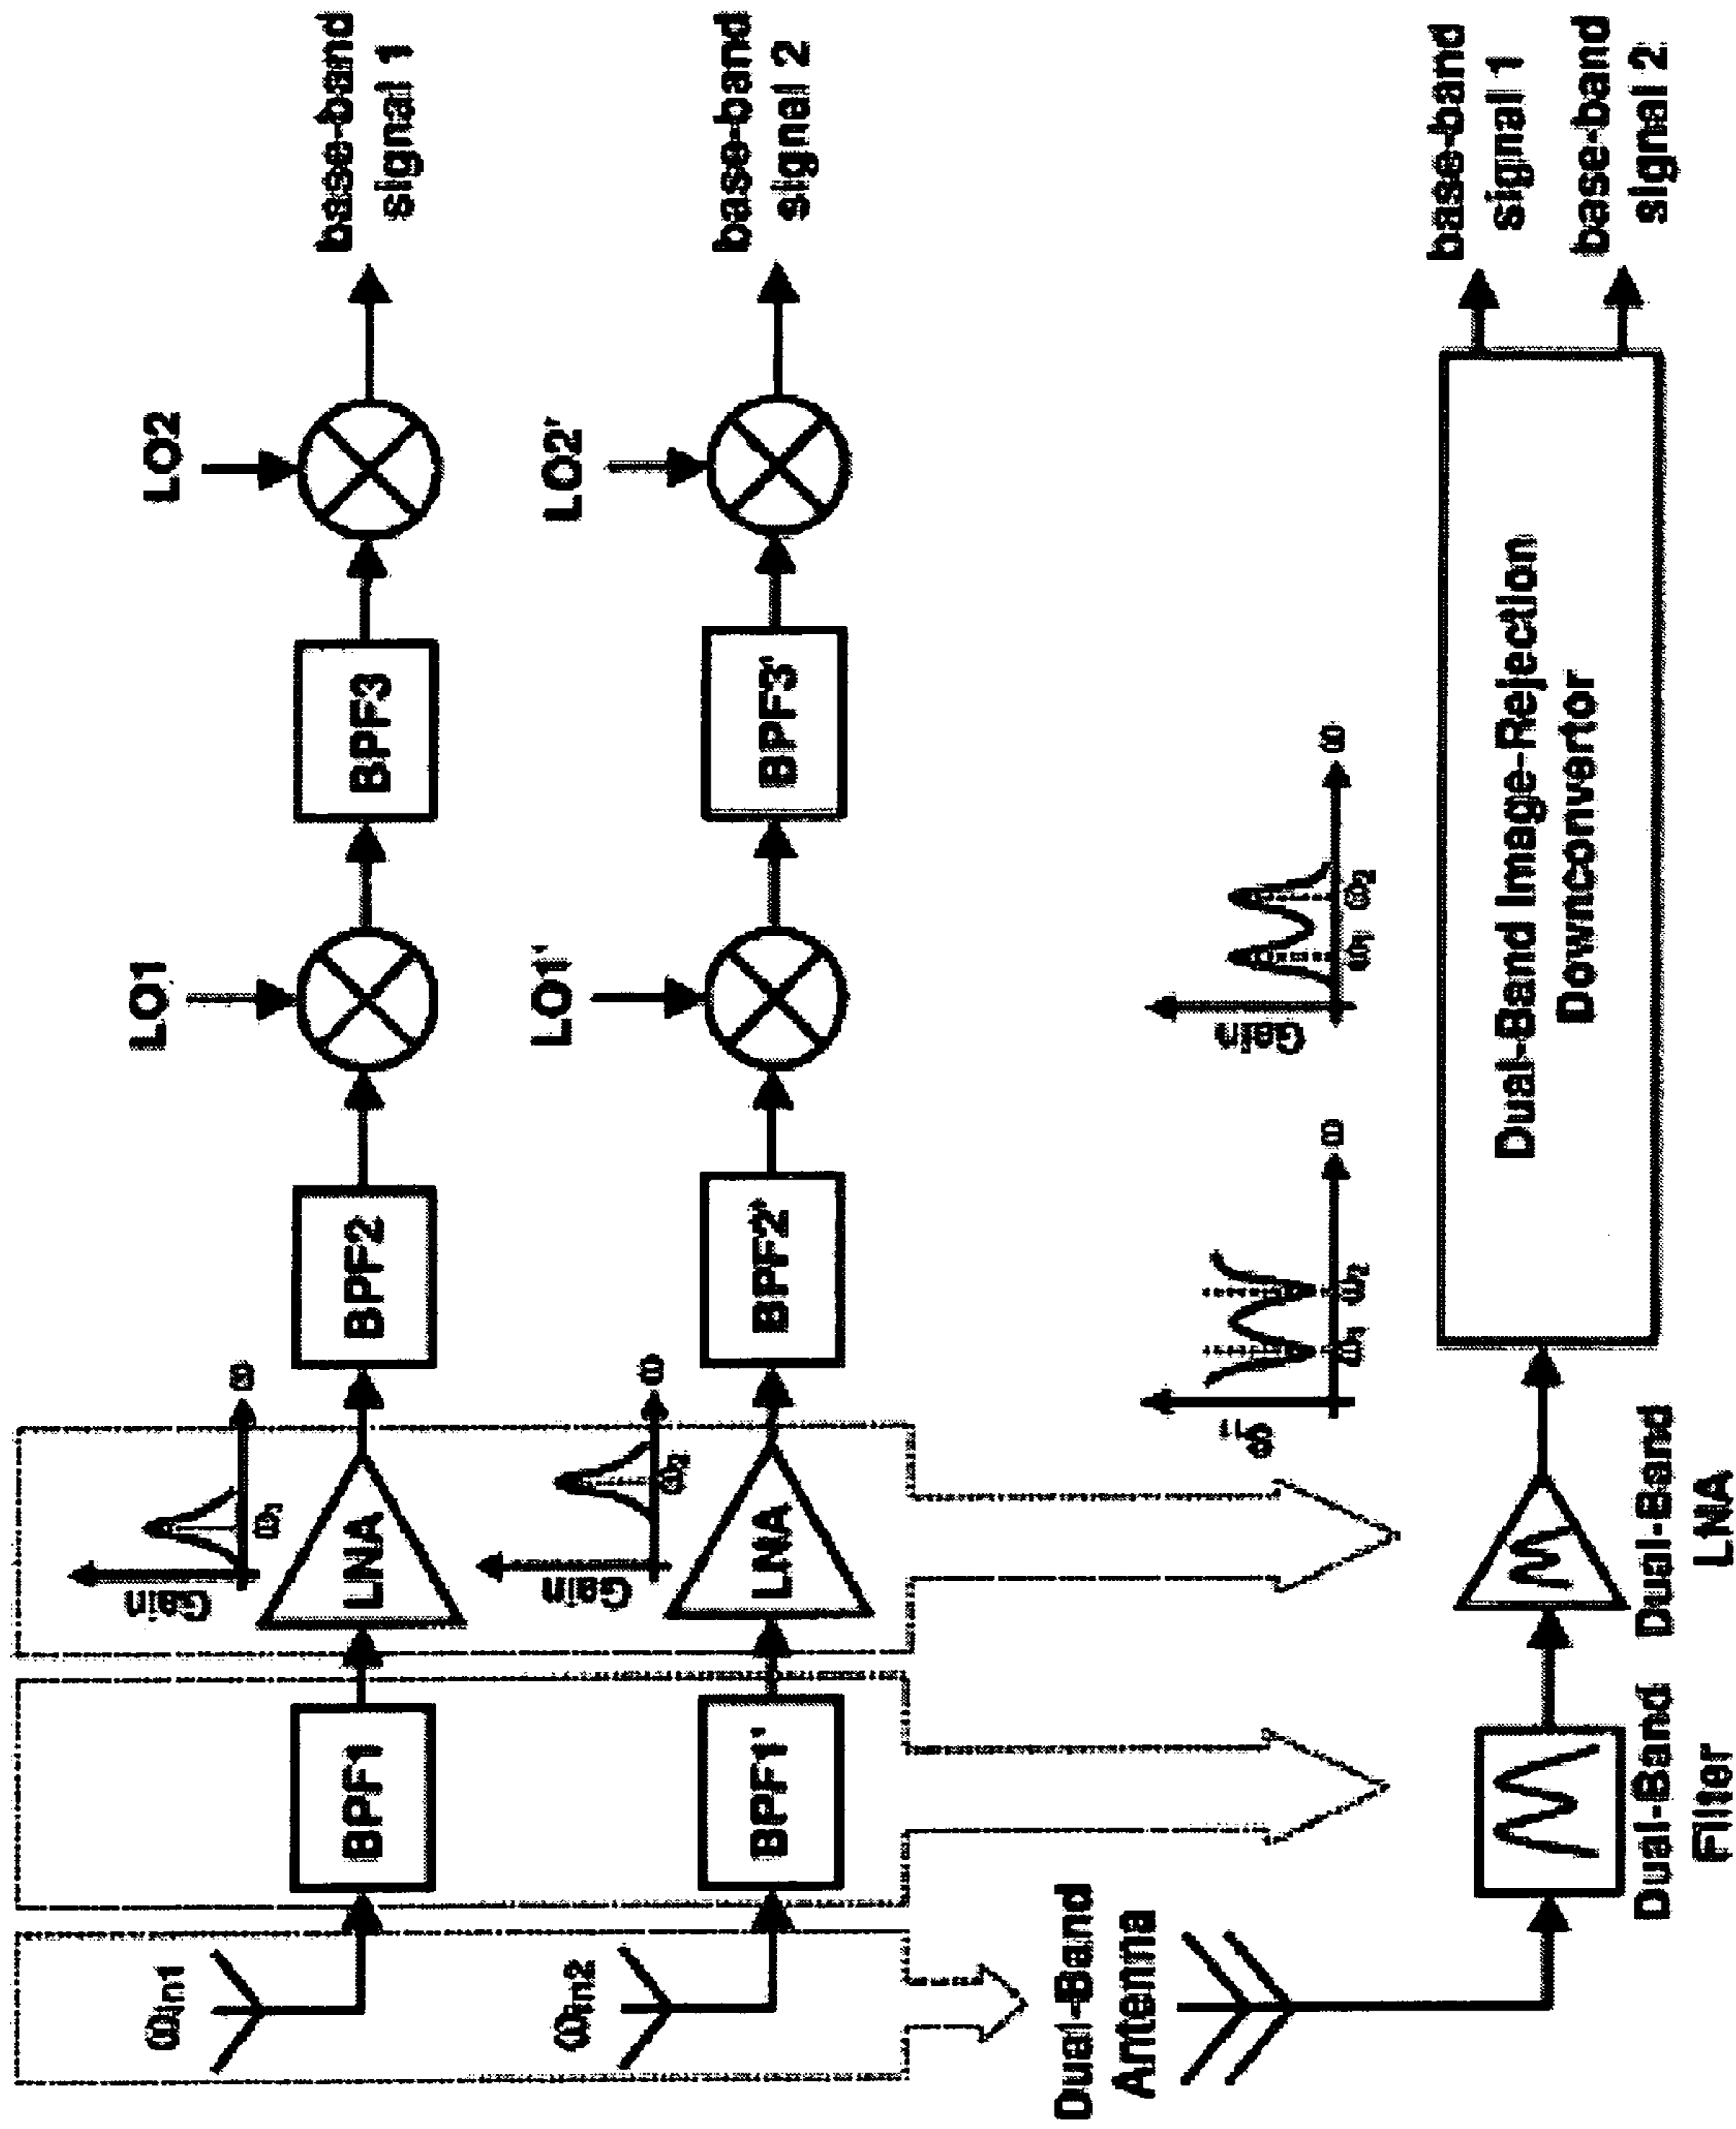 ωin1
BPF1
Gain
ω1
ω
LNA
BPF2
LO1
BPF3
LO2
base-band
signal 1
ωin2
BPF1'
Gain
ω2
ω
LNA
BPF2'
LO1'
BPF3'
LO2'
base-band
signal 2
Dual-Band
Antenna
S11
ω1
ω2
ω
Gain
ω1
ω2
ω
Dual-Band
Filter
Dual-Band
LNA
Dual-Band Image-Rejection
Downconvertor
base-band
signal 1
base-band
signal 2